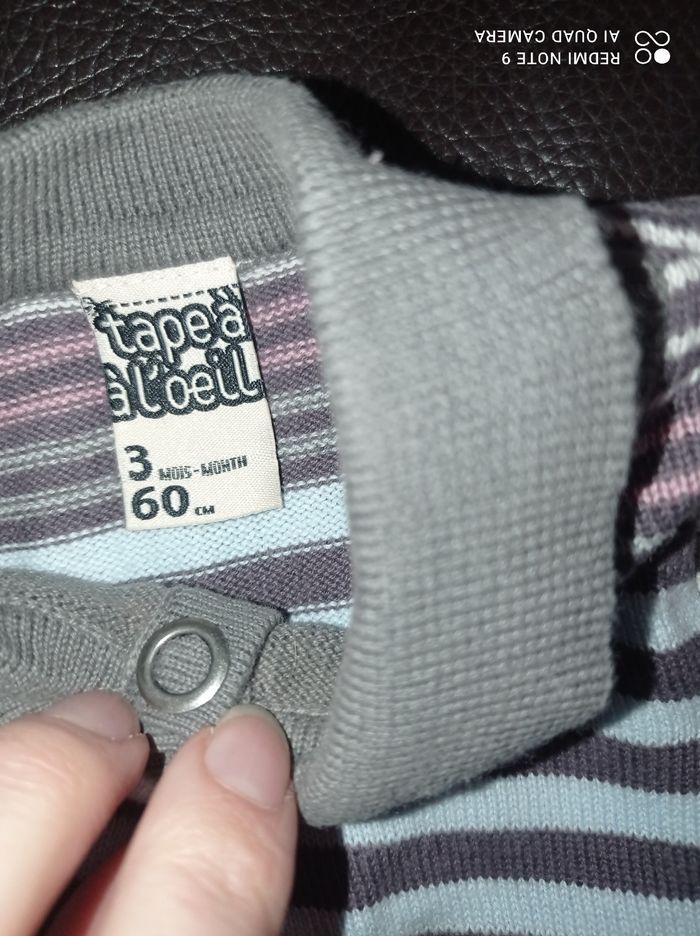 tape à
à l'oeil
3 MOIS-MONTH
60 CM
REDMI NOTE 9
AI QUAD CAMERA